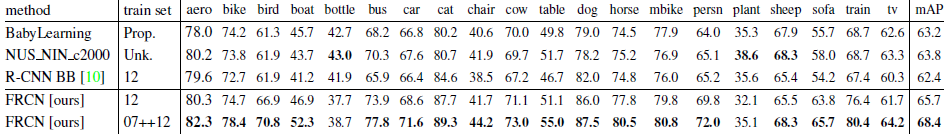 method train set aero bike bird boat bottle bus car cat chair cow table dog horse mbike persn plant sheep sofa train tv mAP
BabyLearning Prop. 78.0 74.2 61.3 45.7 42.7 68.2 66.8 80.2 40.6 70.0 49.8 79.0 74.5 77.9 64.0 35.3 67.9 55.7 68.7 62.6 63.2
NUS_NIN_c2000 Unk. 80.2 73.8 61.9 43.7 43.0 70.3 67.6 80.7 41.9 69.7 51.7 78.2 75.2 76.9 65.1 38.6 68.3 58.0 68.7 63.3 63.8
R-CNN BB [10] 12 79.6 72.7 61.9 41.2 41.9 65.9 66.4 84.6 38.5 67.2 46.7 82.0 74.8 76.0 65.2 35.6 65.4 54.2 67.4 60.3 62.4
FRCN [ours] 12 80.3 74.7 66.9 46.9 37.7 73.9 68.6 87.7 41.7 71.1 51.1 86.0 77.8 79.8 69.8 32.1 65.5 63.8 76.4 61.7 65.7
FRCN [ours] 07++12 82.3 78.4 70.8 52.3 38.7 77.8 71.6 89.3 44.2 73.0 55.0 87.5 80.5 80.8 72.0 35.1 68.3 65.7 80.4 64.2 68.4